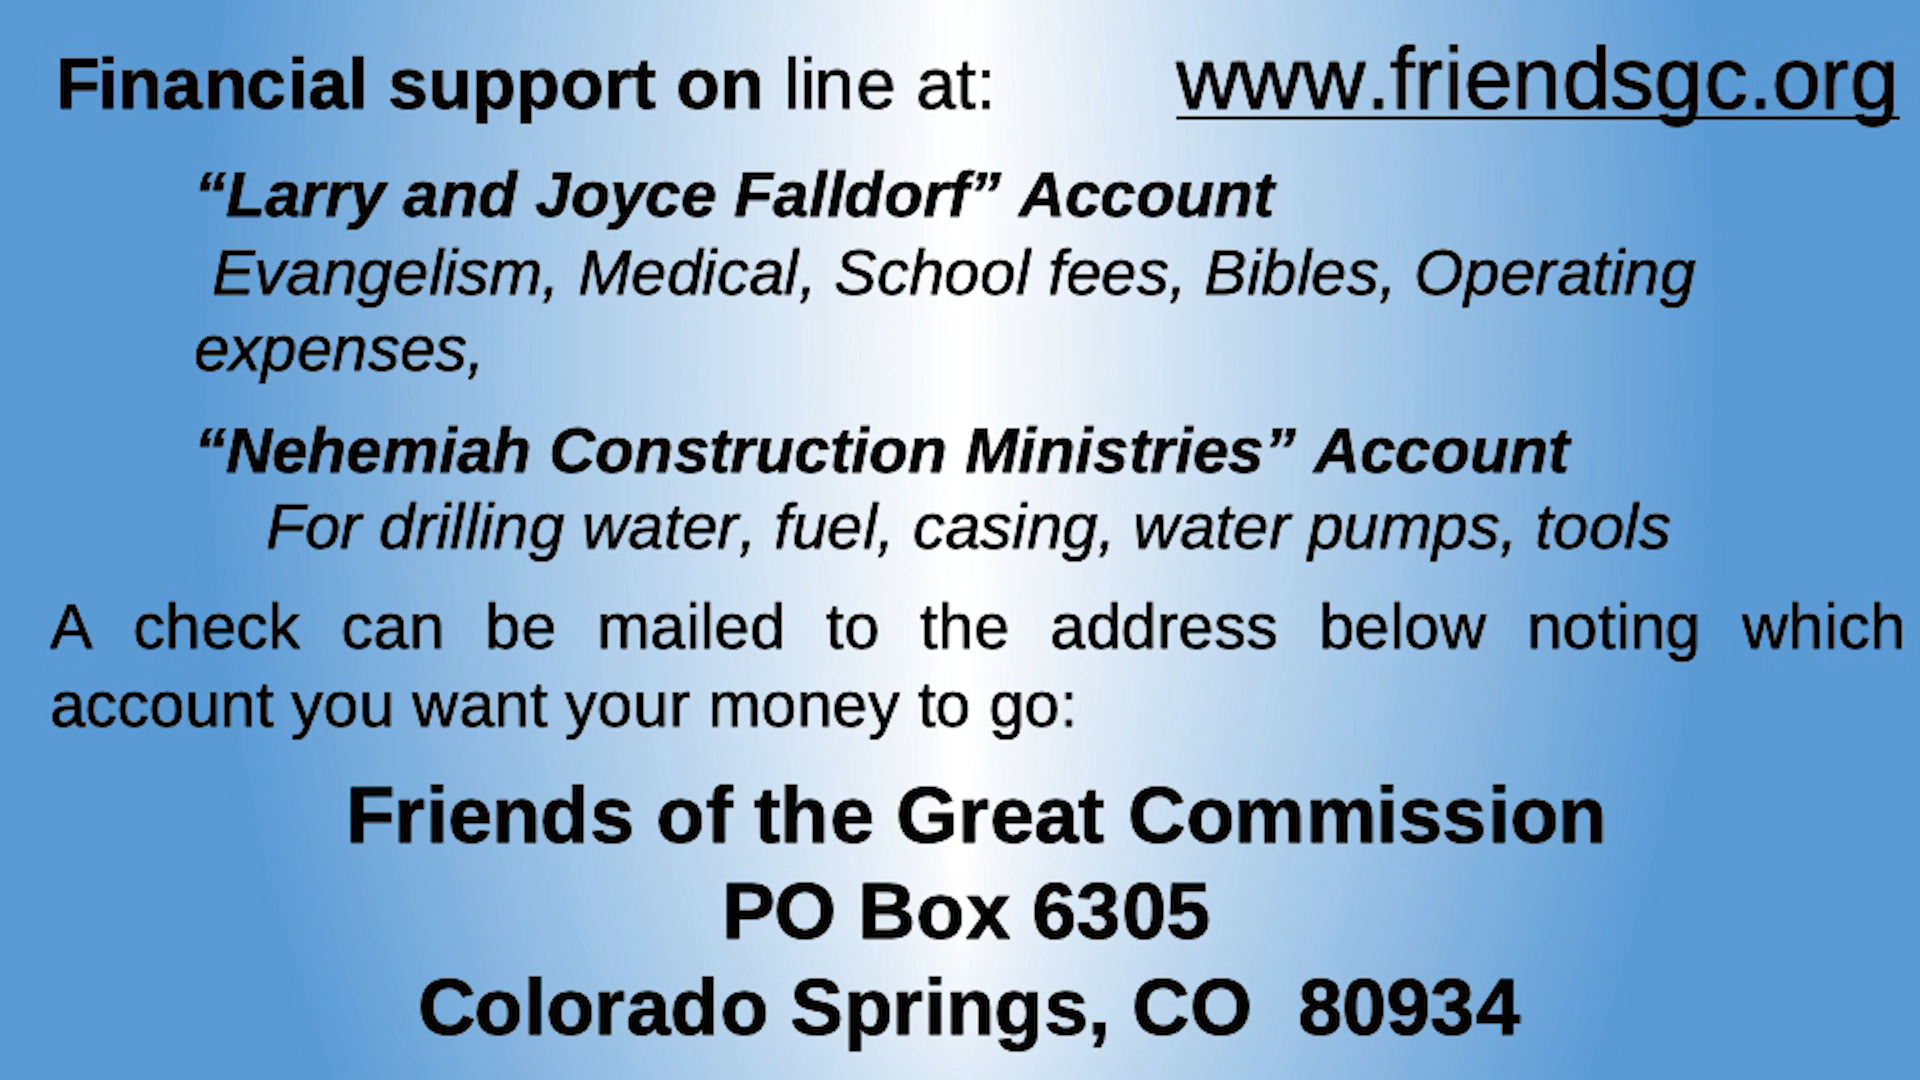 Financial support on line at: www.friendsgc.org
“Larry and Joyce Falldorf” Account
Evangelism, Medical, School fees, Bibles, Operating
expenses,
“Nehemiah Construction Ministries” Account
For drilling water, fuel, casing, water pumps, tools
A check can be mailed to the address below noting which
account you want your money to go:
Friends of the Great Commission
PO Box 6305
Colorado Springs, CO 80934